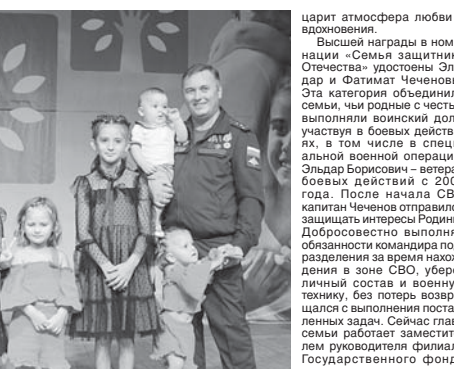 царит атмосфера любви
вдохновения.
Высшей награды в ном
нации «Семья защитник
Отечества» удостоены Эл
дар и Фатимат Чеченовы
Эта категория объединил
семьи, чьи родные с честь
выполняли воинский дол
участвуя в боевых действ
ях, в том числе в спец
альной военной операци
Эльдар Борисович – ветера
боевых действий с 200
года. После начала СВ
капитан Чеченов отправилс
защищать интересы Родин
Добросовестно выполня
обязанности командира по
разделения за время нахож
дения в зоне СВО, убере
личный состав и военну
технику, без потерь возвр
щался с выполнения поста
ленных задач. Сейчас глав
семьи работает заместит
лем руководителя филиал
Государственного фонд